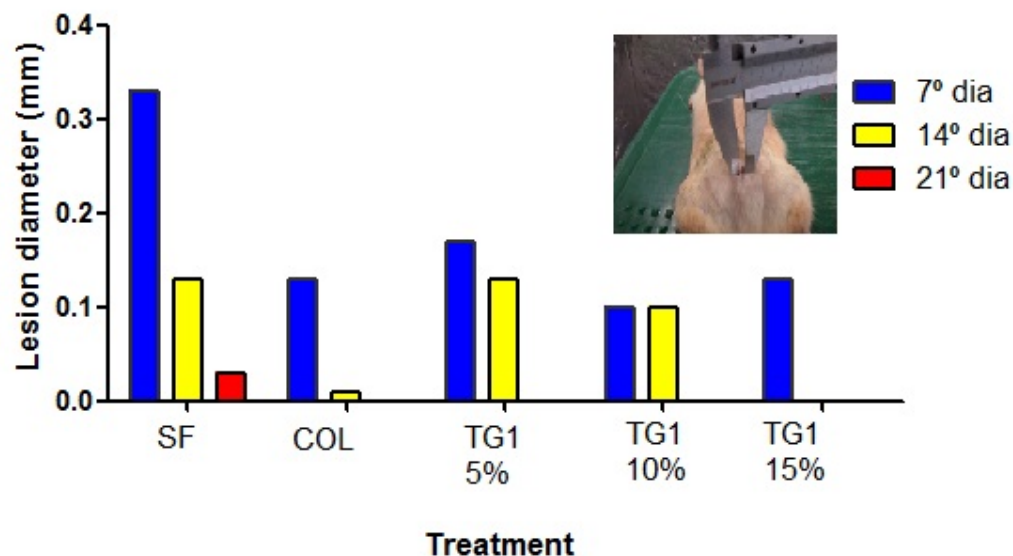 Lesion diameter (mm)
0.4
0.3
0.2
0.1
0.0
SF
COL
TG1
5%
TG1
10%
TG1
15%
Treatment
7º dia
14º dia
21º dia